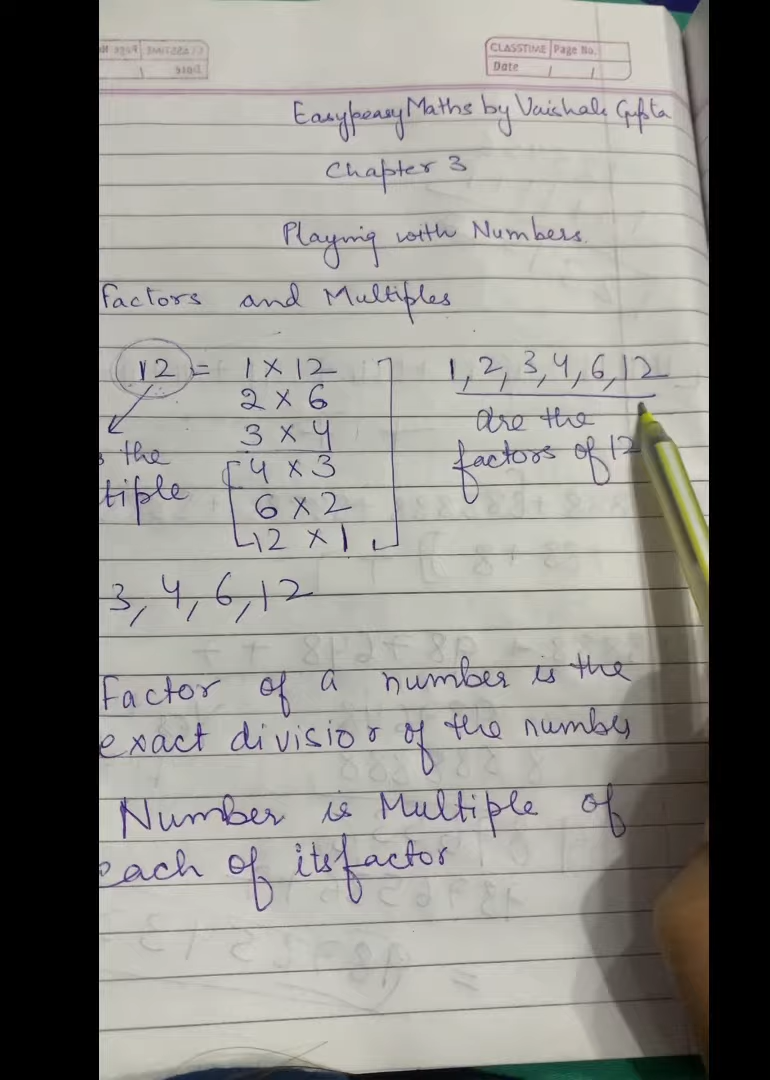 CLASSTIME Page No.
Date / /
Easypeasy Maths by Vaishali Gupta
Chapter 3
Playing with Numbers.
Factors and Multiples
12 = 1 × 12
2 × 6
3 × 4
4 × 3
6 × 2
12 × 1
1, 2, 3, 4, 6, 12
are the
factors of 12
the
tiple
3, 4, 6, 12
Factor of a number is the
exact divisior of the number
Number is Multiple of
each of its factor